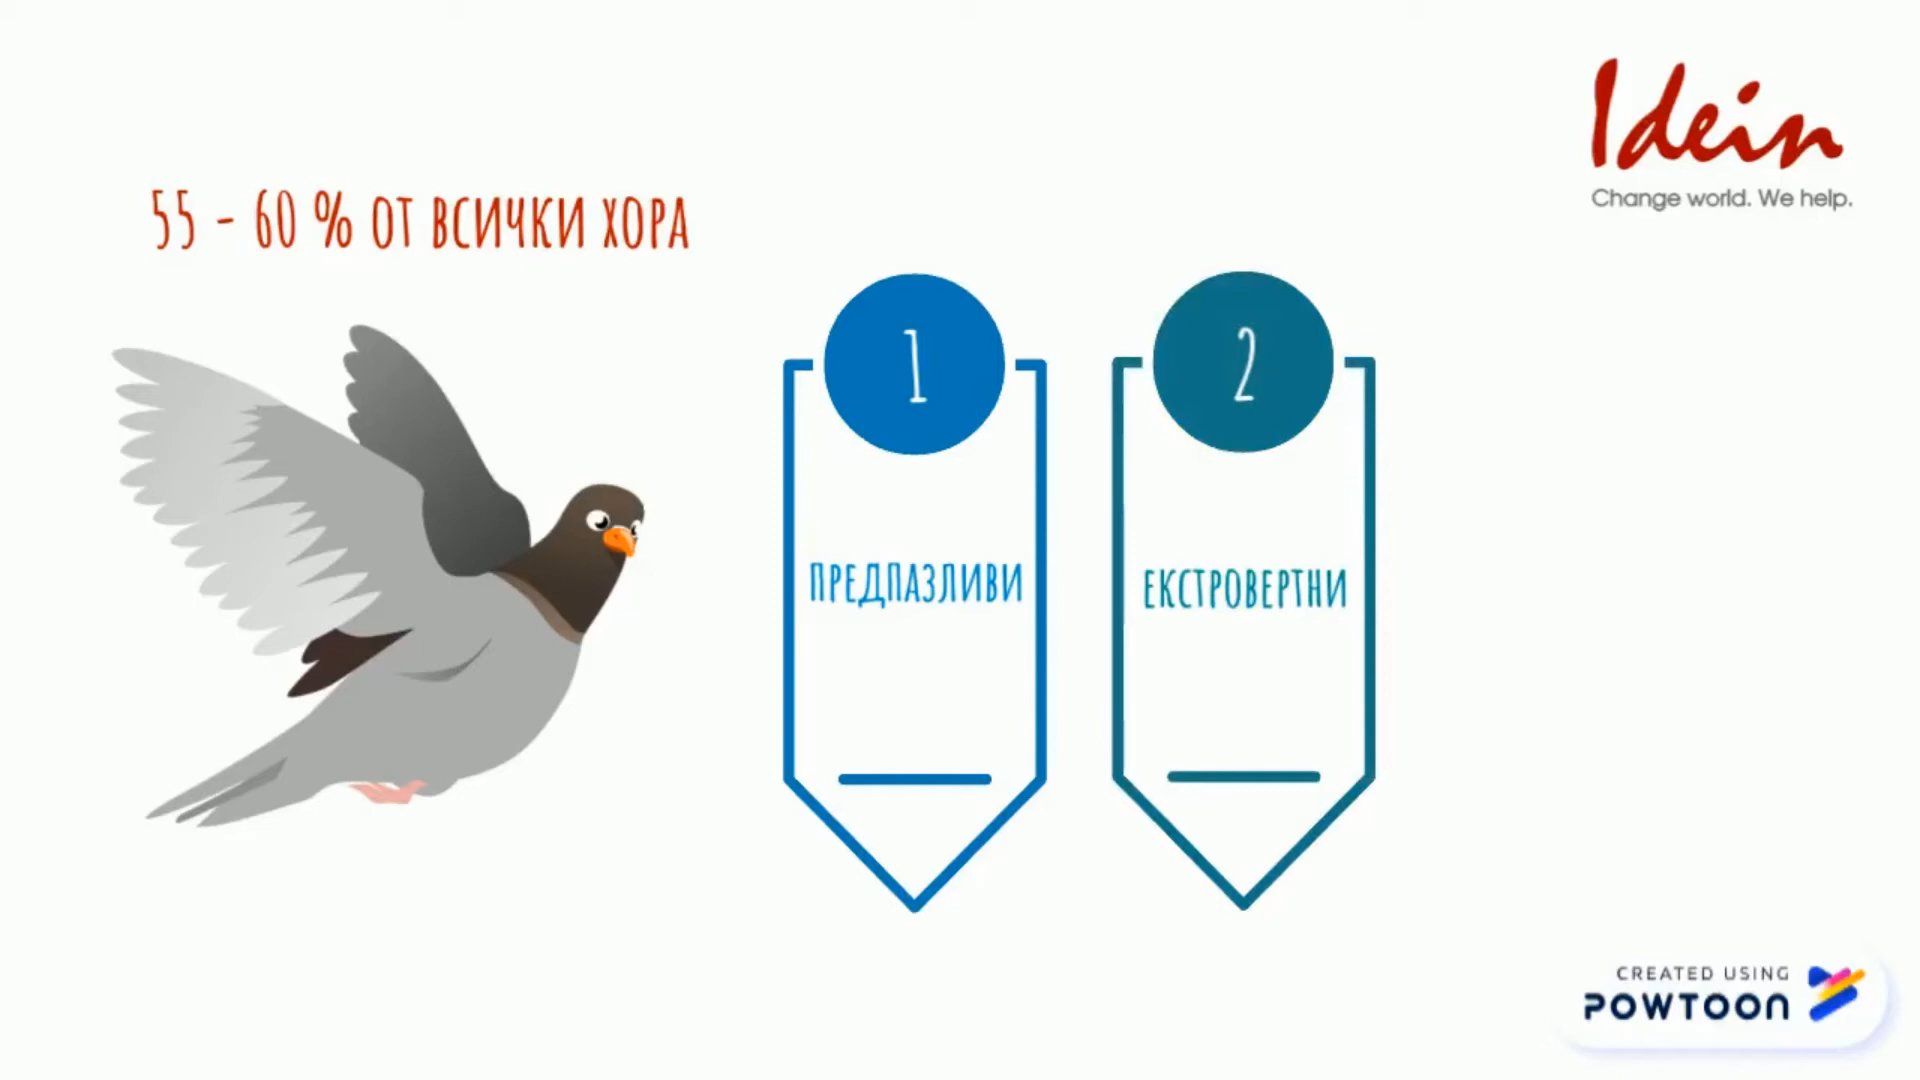 Idein
Change world. We help.
55 - 60 % ОТ ВСИЧКИ ХОРА
1
2
ПРЕДПАЗЛИВИ
ЕКСТРОВЕРТНИ
CREATED USING
POWTOON